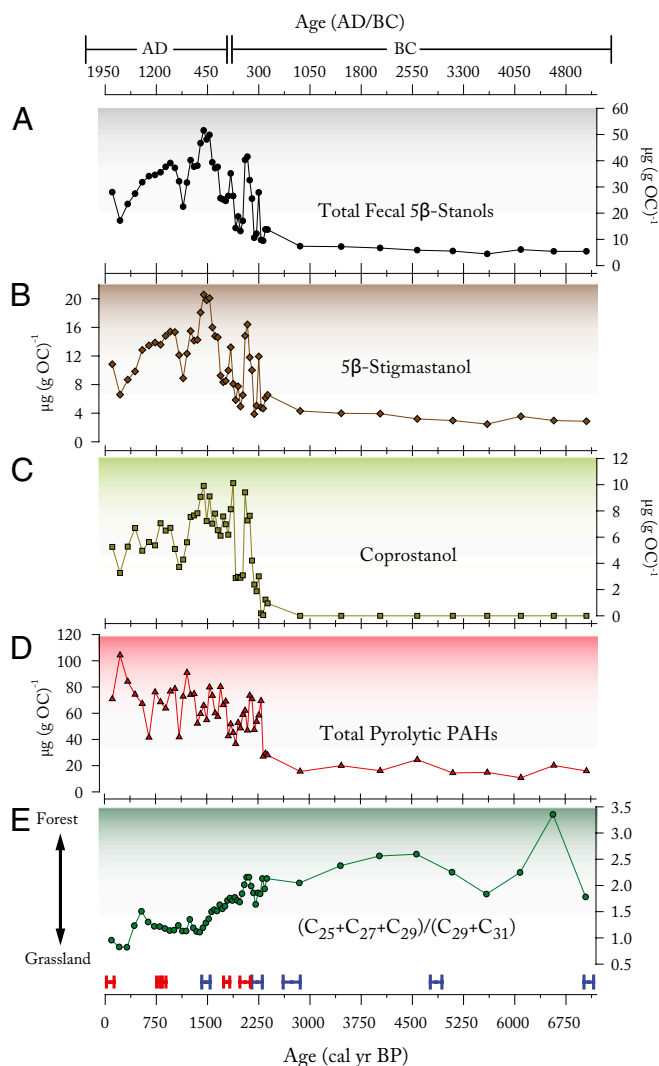 Age (AD/BC)
AD BC
1950 1200 450 300 1050 1800 2550 3300 4050 4800
A
60
50
40
30
20
10
0
µg (g OC)⁻¹
Total Fecal 5β-Stanols
B
20
16
12
8
4
0
µg (g OC)⁻¹
5β-Stigmastanol
C
12
10
8
6
4
2
0
µg (g OC)⁻¹
Coprostanol
D
120
100
80
60
40
20
0
µg (g OC)⁻¹
Total Pyrolytic PAHs
E
Forest
Grassland
3.5
3.0
2.5
2.0
1.5
1.0
0.5
(C₂₅+C₂₇+C₂₉)/(C₂₉+C₃₁)
0 750 1500 2250 3000 3750 4500 5250 6000 6750
Age (cal yr BP)